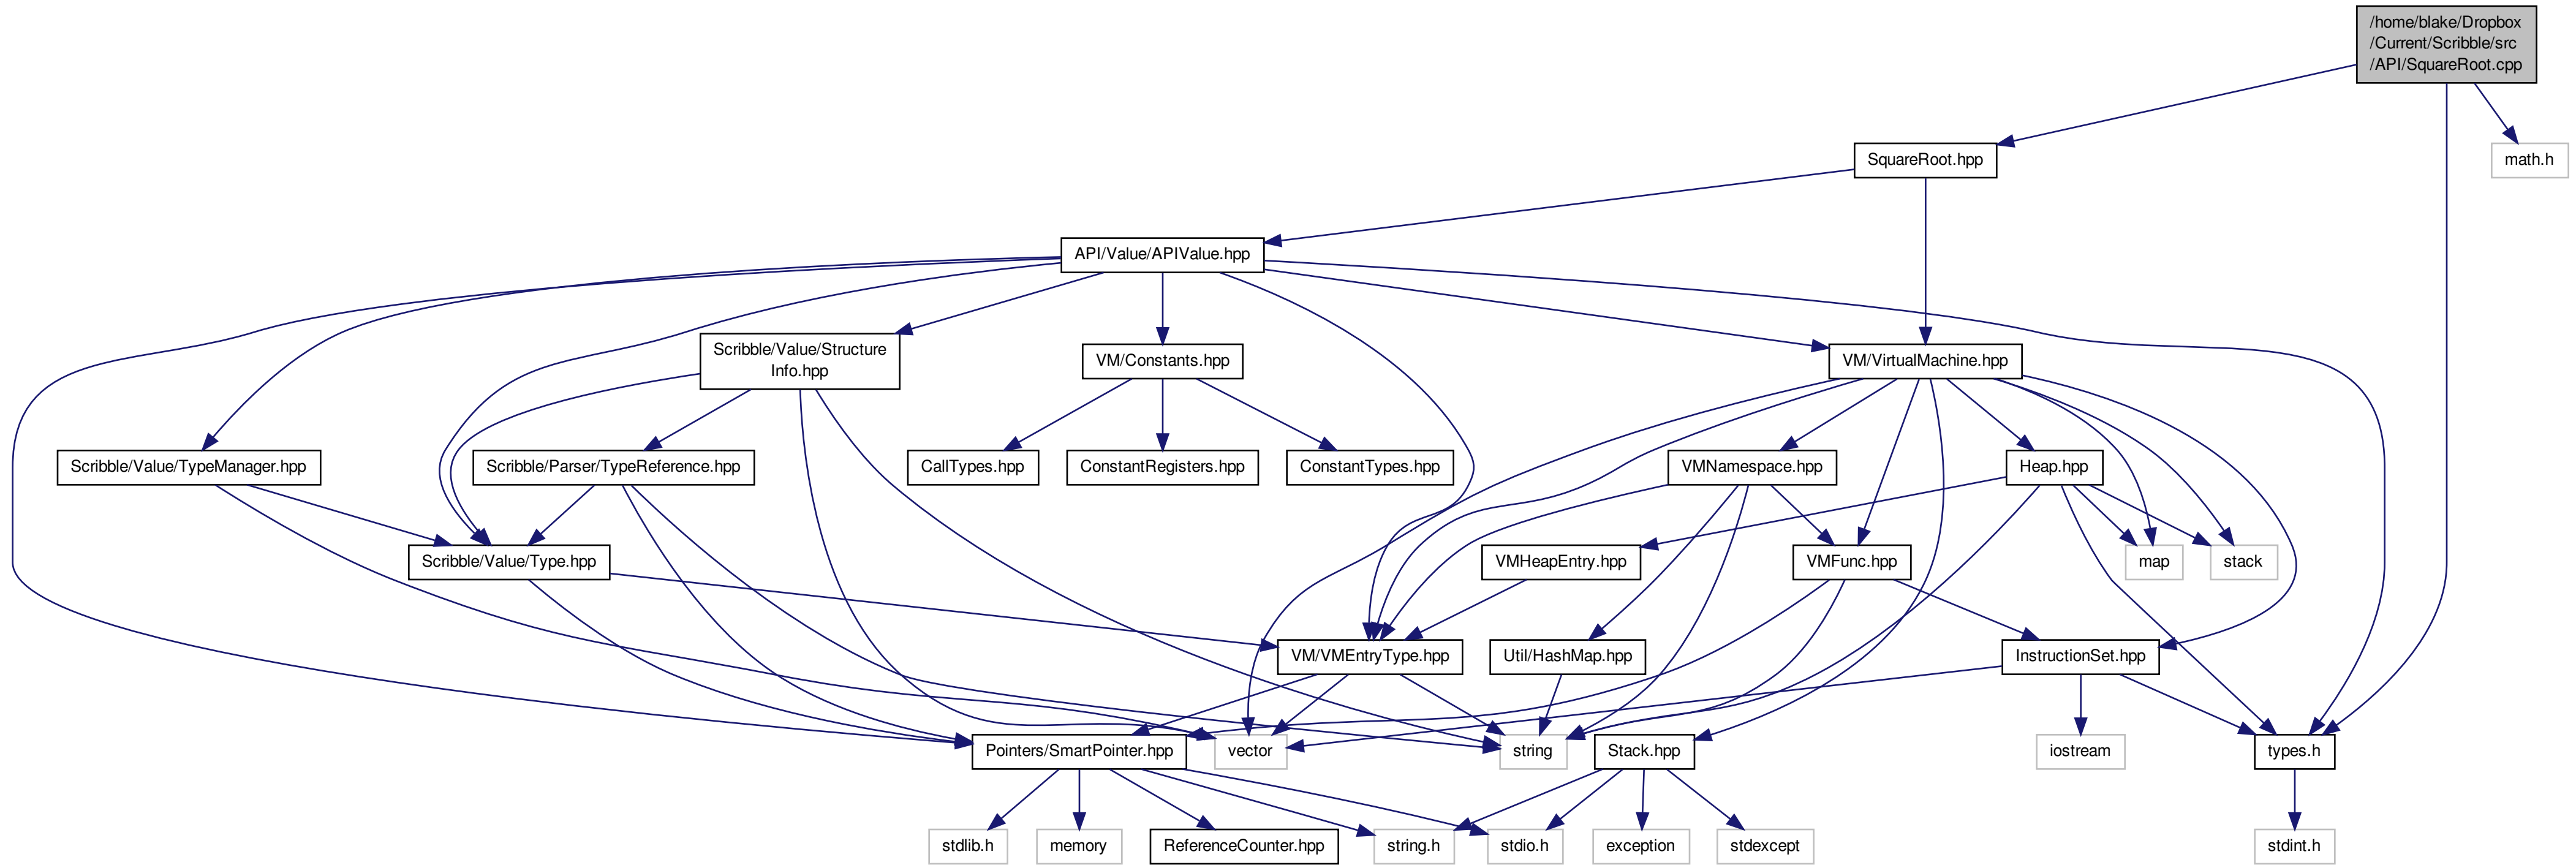 /home/blake/Dropbox
/Current/Scribble/src
/API/SquareRoot.cpp
SquareRoot.hpp
math.h
API/Value/APIValue.hpp
Scribble/Value/Structure
Info.hpp
VM/Constants.hpp
VM/VirtualMachine.hpp
Scribble/Value/TypeManager.hpp
Scribble/Parser/TypeReference.hpp
CallTypes.hpp
ConstantRegisters.hpp
ConstantTypes.hpp
VMNamespace.hpp
Heap.hpp
Scribble/Value/Type.hpp
VMHeapEntry.hpp
VMFunc.hpp
map
stack
VM/VMEntryType.hpp
Util/HashMap.hpp
InstructionSet.hpp
Pointers/SmartPointer.hpp
vector
string
Stack.hpp
iostream
types.h
stdlib.h
memory
ReferenceCounter.hpp
string.h
stdio.h
exception
stdexcept
stdint.h